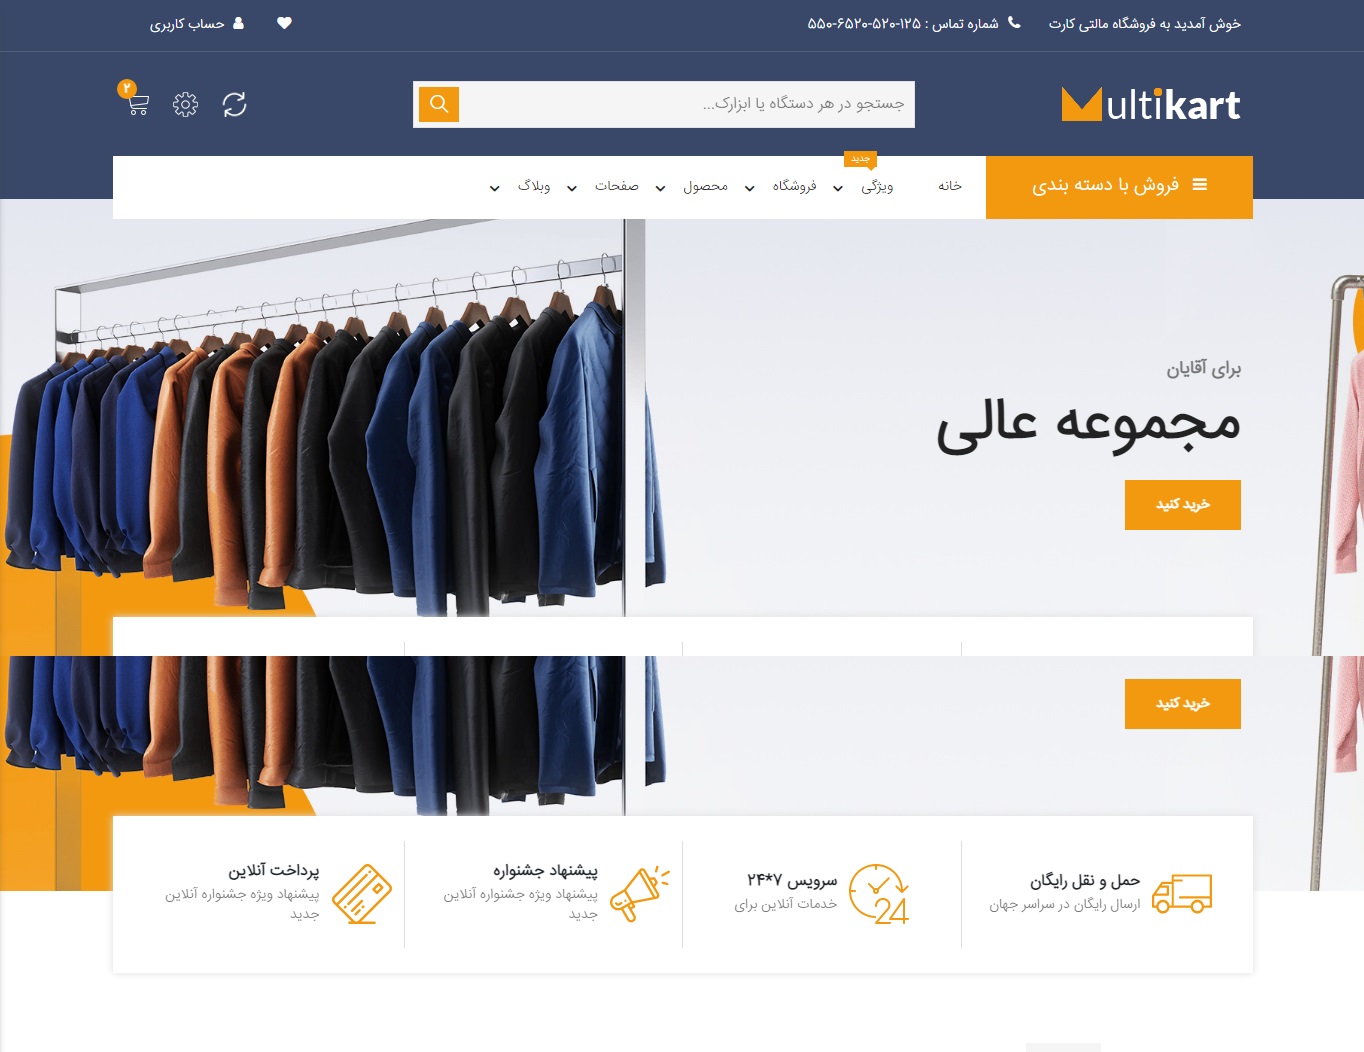 خوش آمدید به فروشگاه مالتی کارت
شماره تماس : ۱۲۵-۵۲۰-۶۵۲۰-۵۵۰
حساب کاربری
Multikart
جستجو در هر دستگاه یا ابزارک...
۲
فروش با دسته بندی
خانه
ویژگی
جدید
فروشگاه
محصول
صفحات
وبلاگ
برای آقایان
مجموعه عالی
خرید کنید
خرید کنید
حمل و نقل رایگان
ارسال رایگان در سراسر جهان
24
سرویس ۷*۲۴
خدمات آنلاین برای
پیشنهاد جشنواره
پیشنهاد ویژه جشنواره آنلاین
جدید
پرداخت آنلاین
پیشنهاد ویژه جشنواره آنلاین
جدید